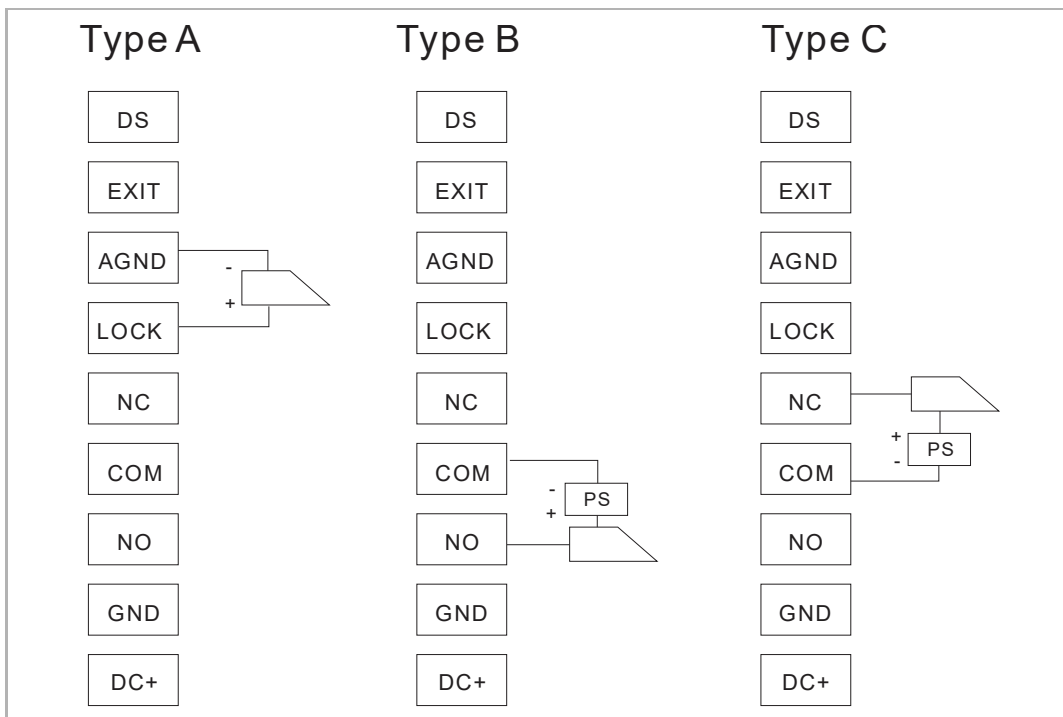 Type A
DS
EXIT
AGND
-
+
LOCK
NC
COM
NO
GND
DC+
Type B
DS
EXIT
AGND
LOCK
NC
COM
-
PS
+
NO
GND
DC+
Type C
DS
EXIT
AGND
LOCK
NC
+
PS
-
COM
NO
GND
DC+